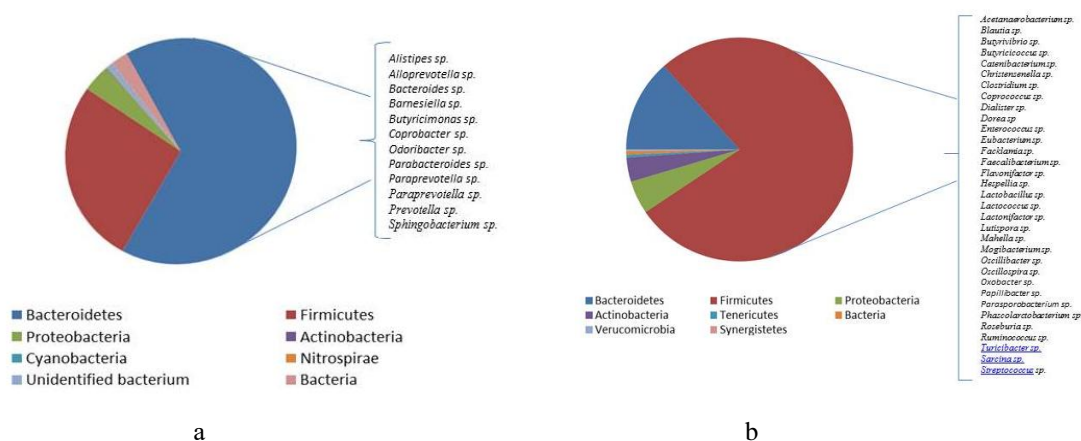 Alistipes sp.
Alloprevotella sp.
Bacteroides sp.
Barnesiella sp.
Butyricimonas sp.
Coprobacter sp.
Odoribacter sp.
Parabacteroides sp.
Paraprevotella sp.
Paraprevotella sp.
Prevotella sp.
Sphingobacterium sp.
Bacteroidetes
Firmicutes
Proteobacteria
Actinobacteria
Cyanobacteria
Nitrospirae
Unidentified bacterium
Bacteria
a
Acetanaerobacterium sp.
Blautia sp.
Butyrivibrio sp.
Butyricicoccus sp.
Catenibacterium sp.
Christensenella sp.
Clostridium sp.
Coprococcus sp.
Dialister sp.
Dorea sp
Enterococcus sp.
Eubacterium sp.
Facklamia sp.
Faecalibacterium sp.
Flavonifactor sp.
Hespellia sp.
Lactobacillus sp.
Lactococcus sp.
Lactonifactor sp.
Lutispora sp.
Mahella sp.
Mogibacterium sp.
Oscillibacter sp.
Oscillospira sp.
Oxobacter sp.
Papillibacter sp.
Parasporobacterium sp.
Phascolarctobacterium sp
Roseburia sp.
Ruminococcus sp.
Turicibacter sp.
Sarcina sp.
Streptococcus sp.
Bacteroidetes
Firmicutes
Proteobacteria
Actinobacteria
Tenericutes
Bacteria
Verucomicrobia
Synergistetes
b